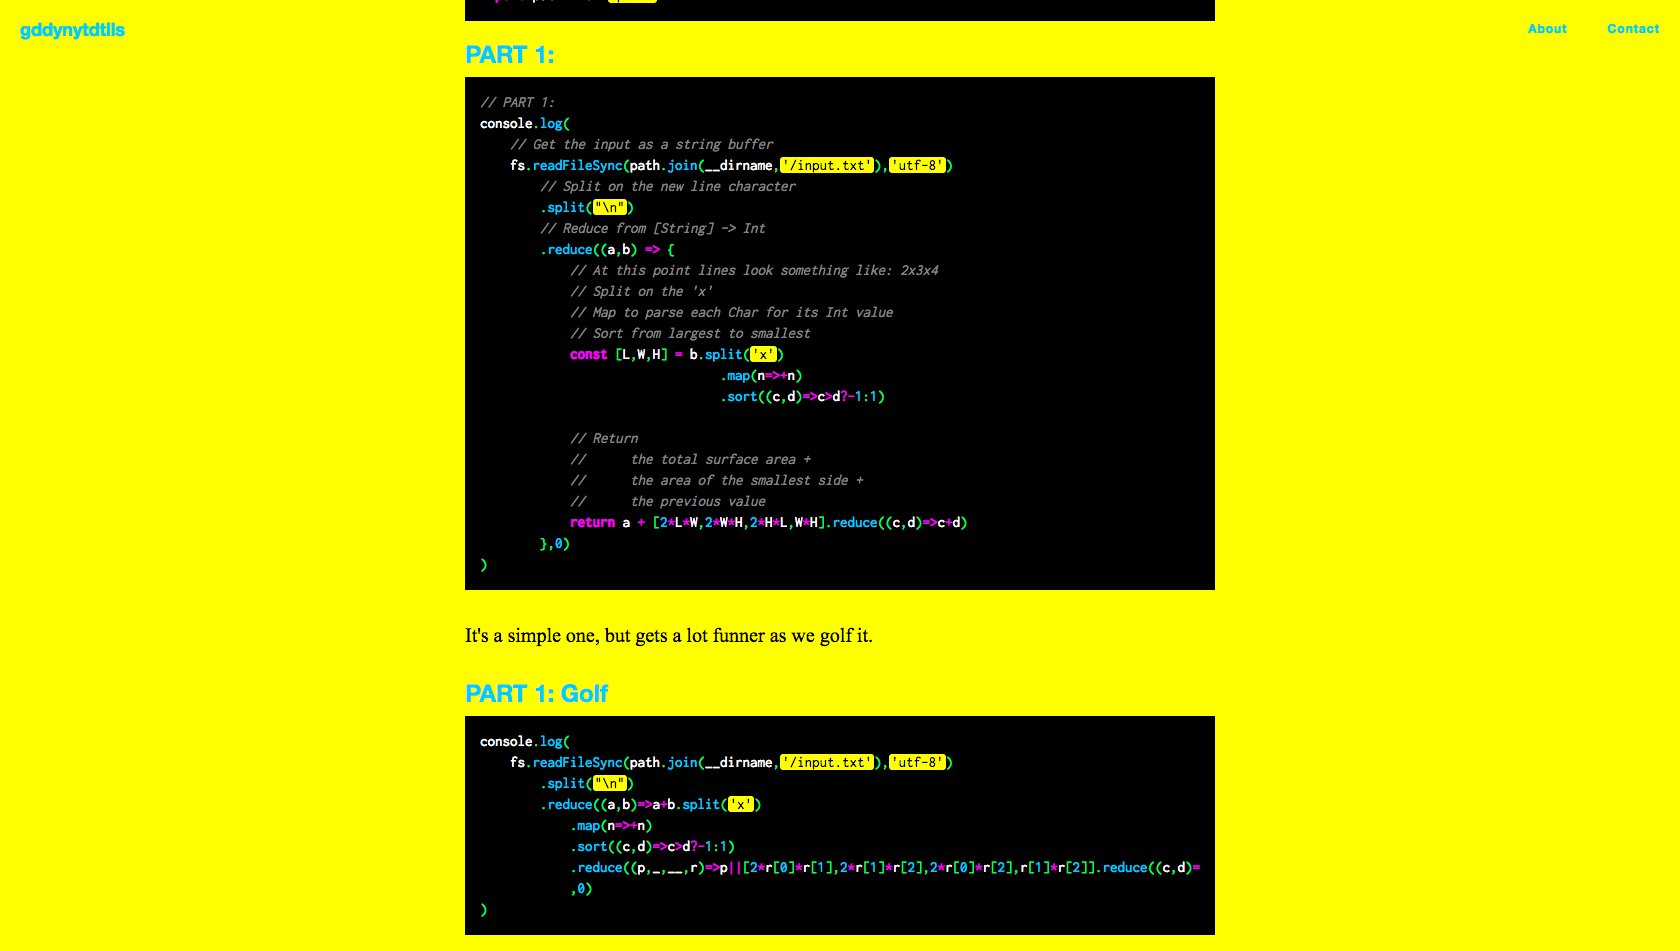 gddynytdtlls
About
Contact
PART 1:
// PART 1:
console.log(
// Get the input as a string buffer
fs.readFileSync(path.join(__dirname,'/input.txt'),'utf-8')
// Split on the new line character
.split("\n")
// Reduce from [String] -> Int
.reduce((a,b) => {
// At this point lines look something like: 2x3x4
// Split on the 'x'
// Map to parse each Char for its Int value
// Sort from largest to smallest
const [L,W,H] = b.split('x')
.map(n=>+n)
.sort((c,d)=>c>d?-1:1)
// Return
//      the total surface area +
//      the area of the smallest side +
//      the previous value
return a + [2*L*W,2*W*H,2*H*L,W*H].reduce((c,d)=>c+d)
},0)
)
It's a simple one, but gets a lot funner as we golf it.
PART 1: Golf
console.log(
fs.readFileSync(path.join(__dirname,'/input.txt'),'utf-8')
.split("\n")
.reduce((a,b)=>a+b.split('x')
.map(n=>+n)
.sort((c,d)=>c>d?-1:1)
.reduce((p,_,__,r)=>p||[2*r[0]*r[1],2*r[1]*r[2],2*r[0]*r[2],r[1]*r[2]].reduce((c,d)=
,0)
)